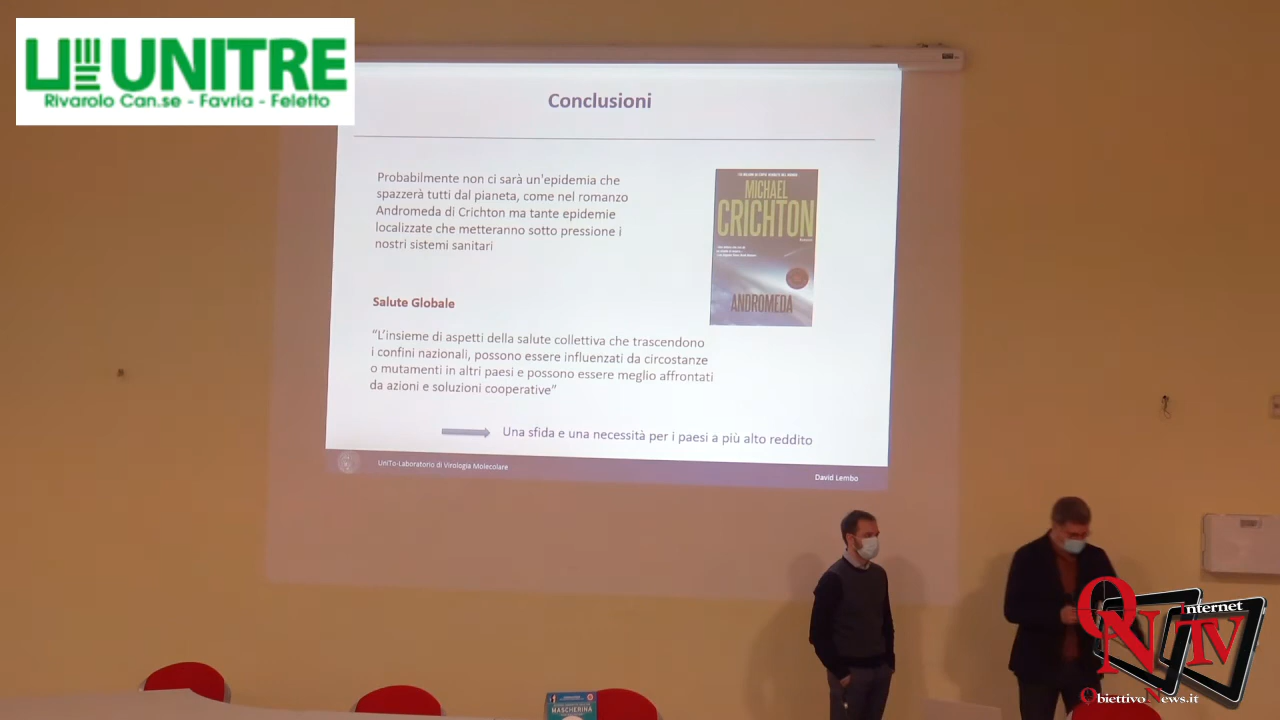 UNITRE
Rivarolo Can.se - Favria - Feletto
Conclusioni
Probabilmente non ci sarà un'epidemia che
spazzerà tutti dal pianeta, come nel romanzo
Andromeda di Crichton ma tante epidemie
localizzate che metteranno sotto pressione i
nostri sistemi sanitari
MICHAEL
CRICHTON
ANDROMEDA
Salute Globale
"L'insieme di aspetti della salute collettiva che trascendono
i confini nazionali, possono essere influenzati da circostanze
o mutamenti in altri paesi e possono essere meglio affrontati
da azioni e soluzioni cooperative"
Una sfida e una necessità per i paesi a più alto reddito
UniTo-Laboratorio di Virologia Molecolare
David Lembo
MASCHERINA
Internet
ON TV
ObiettivoNews.it